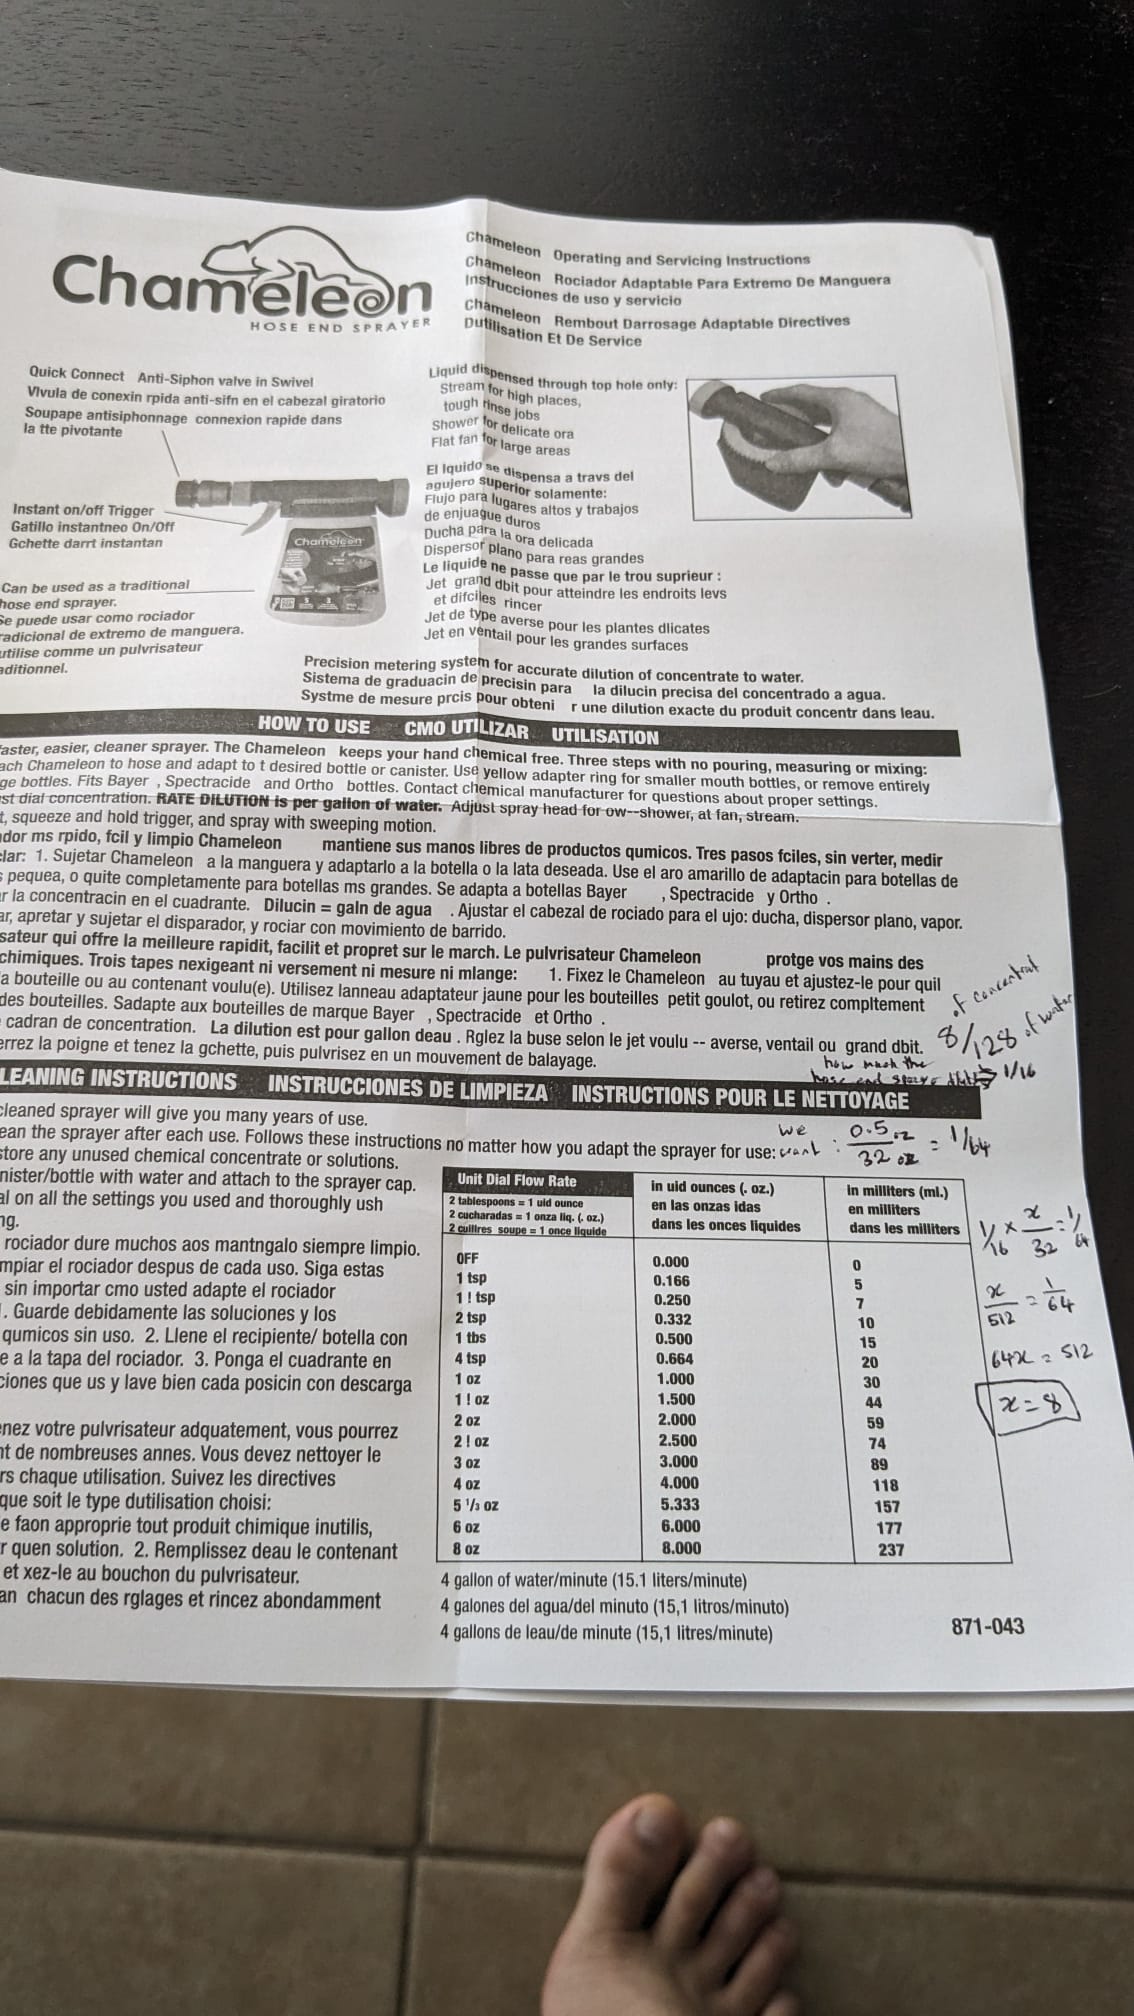 Chameleon
HOSE END SPRAYER
Chameleon Operating and Servicing Instructions
Chameleon Rociador Adaptable Para Extremo De Manguera
Instrucciones de uso y servicio
Chameleon Rembout Darrosage Adaptable Directives
Dutilisation Et De Service
Quick Connect Anti-Siphon valve in Swivel
Vlvula de conexin rpida anti-sifn en el cabezal giratorio
Soupape antisiphonnage connexion rapide dans
la tte pivotante
Instant on/off Trigger
Gatillo instantneo On/Off
Gchette darrt instantan
Can be used as a traditional
hose end sprayer.
Se puede usar como rociador
radicional de extremo de manguera.
utilise comme un pulvrisateur
aditionnel.
Chameleon
Liquid dispensed through top hole only:
Stream for high places,
tough rinse jobs
Shower for delicate ora
Flat fan for large areas
El lquido se dispensa a travs del
agujero superior solamente:
Flujo para lugares altos y trabajos
de enjuague duros
Ducha para la ora delicada
Dispersor plano para reas grandes
Le liquide ne passe que par le trou suprieur :
Jet grand dbit pour atteindre les endroits levs
et difciles rincer
Jet de type averse pour les plantes dlicates
Jet en ventail pour les grandes surfaces
Precision metering system for accurate dilution of concentrate to water.
Sistema de graduacin de precisin para la dilucin precisa del concentrado a agua.
Systme de mesure prcis pour obteni r une dilution exacte du produit concentr dans leau.
HOW TO USE CMO UTILIZAR UTILISATION
faster, easier, cleaner sprayer. The Chameleon keeps your hand chemical free. Three steps with no pouring, measuring or mixing:
ach Chameleon to hose and adapt to t desired bottle or canister. Use yellow adapter ring for smaller mouth bottles, or remove entirely
ge bottles. Fits Bayer , Spectracide and Ortho bottles. Contact chemical manufacturer for questions about proper settings.
st dial concentration. RATE DILUTION is per gallon of water. Adjust spray head for ow--shower, at fan, stream.
t, squeeze and hold trigger, and spray with sweeping motion.
dor ms rpido, fcil y limpio Chameleon mantiene sus manos libres de productos qumicos. Tres pasos fciles, sin verter, medir
clar: 1. Sujetar Chameleon a la manguera y adaptarlo a la botella o la lata deseada. Use el aro amarillo de adaptacin para botellas de
s pequea, o quite completamente para botellas ms grandes. Se adapta a botellas Bayer , Spectracide y Ortho .
r la concentracin en el cuadrante. Dilucin = galn de agua . Ajustar el cabezal de rociado para el ujo: ducha, dispersor plano, vapor.
ar, apretar y sujetar el disparador, y rociar con movimiento de barrido.
sateur qui offre la meilleure rapidit, facilit et propret sur le march. Le pulvrisateur Chameleon protge vos mains des
chimiques. Trois tapes nexigeant ni versement ni mesure ni mlange: 1. Fixez le Chameleon au tuyau et ajustez-le pour quil
a bouteille ou au contenant voulu(e). Utilisez lanneau adaptateur jaune pour les bouteilles petit goulot, ou retirez compltement
des bouteilles. Sadapte aux bouteilles de marque Bayer , Spectracide et Ortho .
cadran de concentration. La dilution est pour gallon deau . Rglez la buse selon le jet voulu -- averse, ventail ou grand dbit.
errez la poigne et tenez la gchette, puis pulvrisez en un mouvement de balayage.
of concentrat
8/128 of water
how much the
hose end spray dilutes 1/16
LEANING INSTRUCTIONS INSTRUCCIONES DE LIMPIEZA INSTRUCTIONS POUR LE NETTOYAGE
cleaned sprayer will give you many years of use.
ean the sprayer after each use. Follows these instructions no matter how you adapt the sprayer for use:
store any unused chemical concentrate or solutions.
nister/bottle with water and attach to the sprayer cap.
al on all the settings you used and thoroughly ush
ng.
rociador dure muchos aos mantngalo siempre limpio.
mpiar el rociador despus de cada uso. Siga estas
sin importar cmo usted adapte el rociador
. Guarde debidamente las soluciones y los
qumicos sin uso. 2. Llene el recipiente/ botella con
e a la tapa del rociador. 3. Ponga el cuadrante en
ciones que us y lave bien cada posicin con descarga
enez votre pulvrisateur adquatement, vous pourrez
nt de nombreuses annes. Vous devez nettoyer le
rs chaque utilisation. Suivez les directives
que soit le type dutilisation choisi:
e faon approprie tout produit chimique inutilis,
r quen solution. 2. Remplissez deau le contenant
et xez-le au bouchon du pulvrisateur.
an chacun des rglages et rincez abondamment
we want : 0.5 oz / 32 oz = 1/64
Unit Dial Flow Rate
2 tablespoons = 1 uid ounce
2 cucharadas = 1 onza liq. (. oz.)
2 cuillres soupe = 1 once liquide
in uid ounces (. oz.)
en las onzas idas
dans les onces liquides
in milliters (ml.)
en milliters
dans les milliters
OFF 0.000 0
1 tsp 0.166 5
1 ! tsp 0.250 7
2 tsp 0.332 10
1 tbs 0.500 15
4 tsp 0.664 20
1 oz 1.000 30
1 ! oz 1.500 44
2 oz 2.000 59
2 ! oz 2.500 74
3 oz 3.000 89
4 oz 4.000 118
5 1/3 oz 5.333 157
6 oz 6.000 177
8 oz 8.000 237
1/16 x x/32 = 1/64
x/512 = 1/64
64x = 512
x = 8
4 gallon of water/minute (15.1 liters/minute)
4 galones del agua/del minuto (15,1 litros/minuto)
4 gallons de leau/de minute (15,1 litres/minute)
871-043